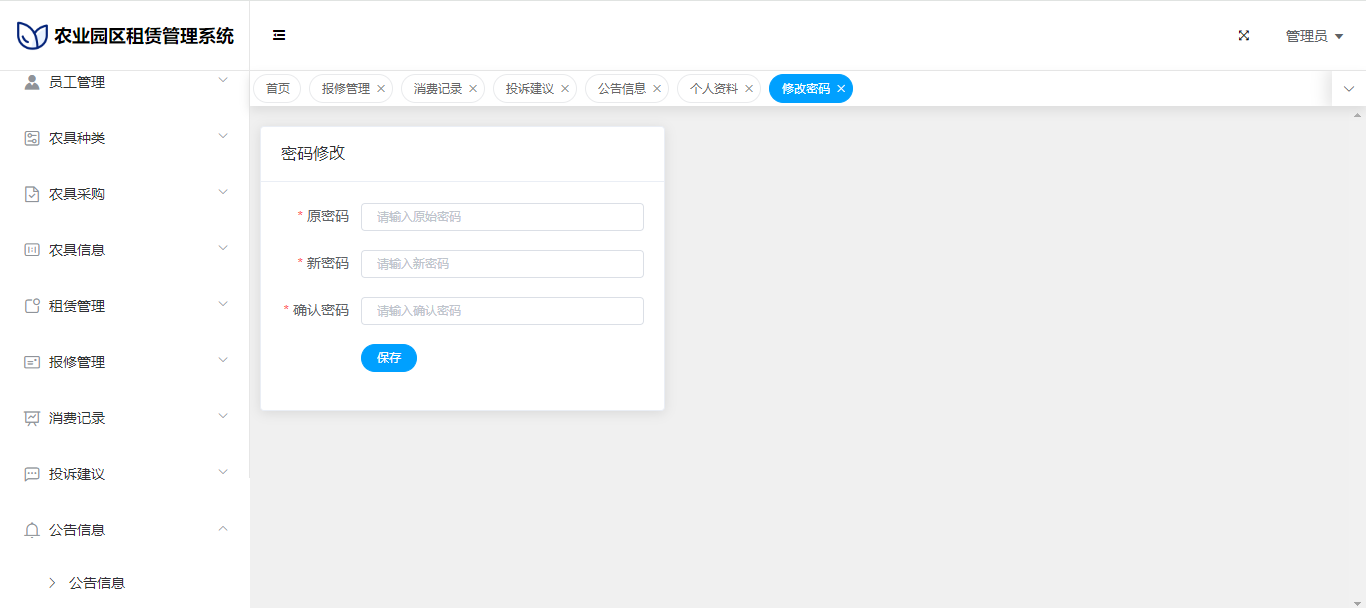 农业园区租赁管理系统
管理员
首页 报修管理 消费记录 投诉建议 公告信息 个人资料 修改密码
员工管理
农具种类
农具采购
农具信息
租赁管理
报修管理
消费记录
投诉建议
公告信息
公告信息
密码修改
* 原密码 请输入原始密码
* 新密码 请输入新密码
* 确认密码 请输入确认密码
保存